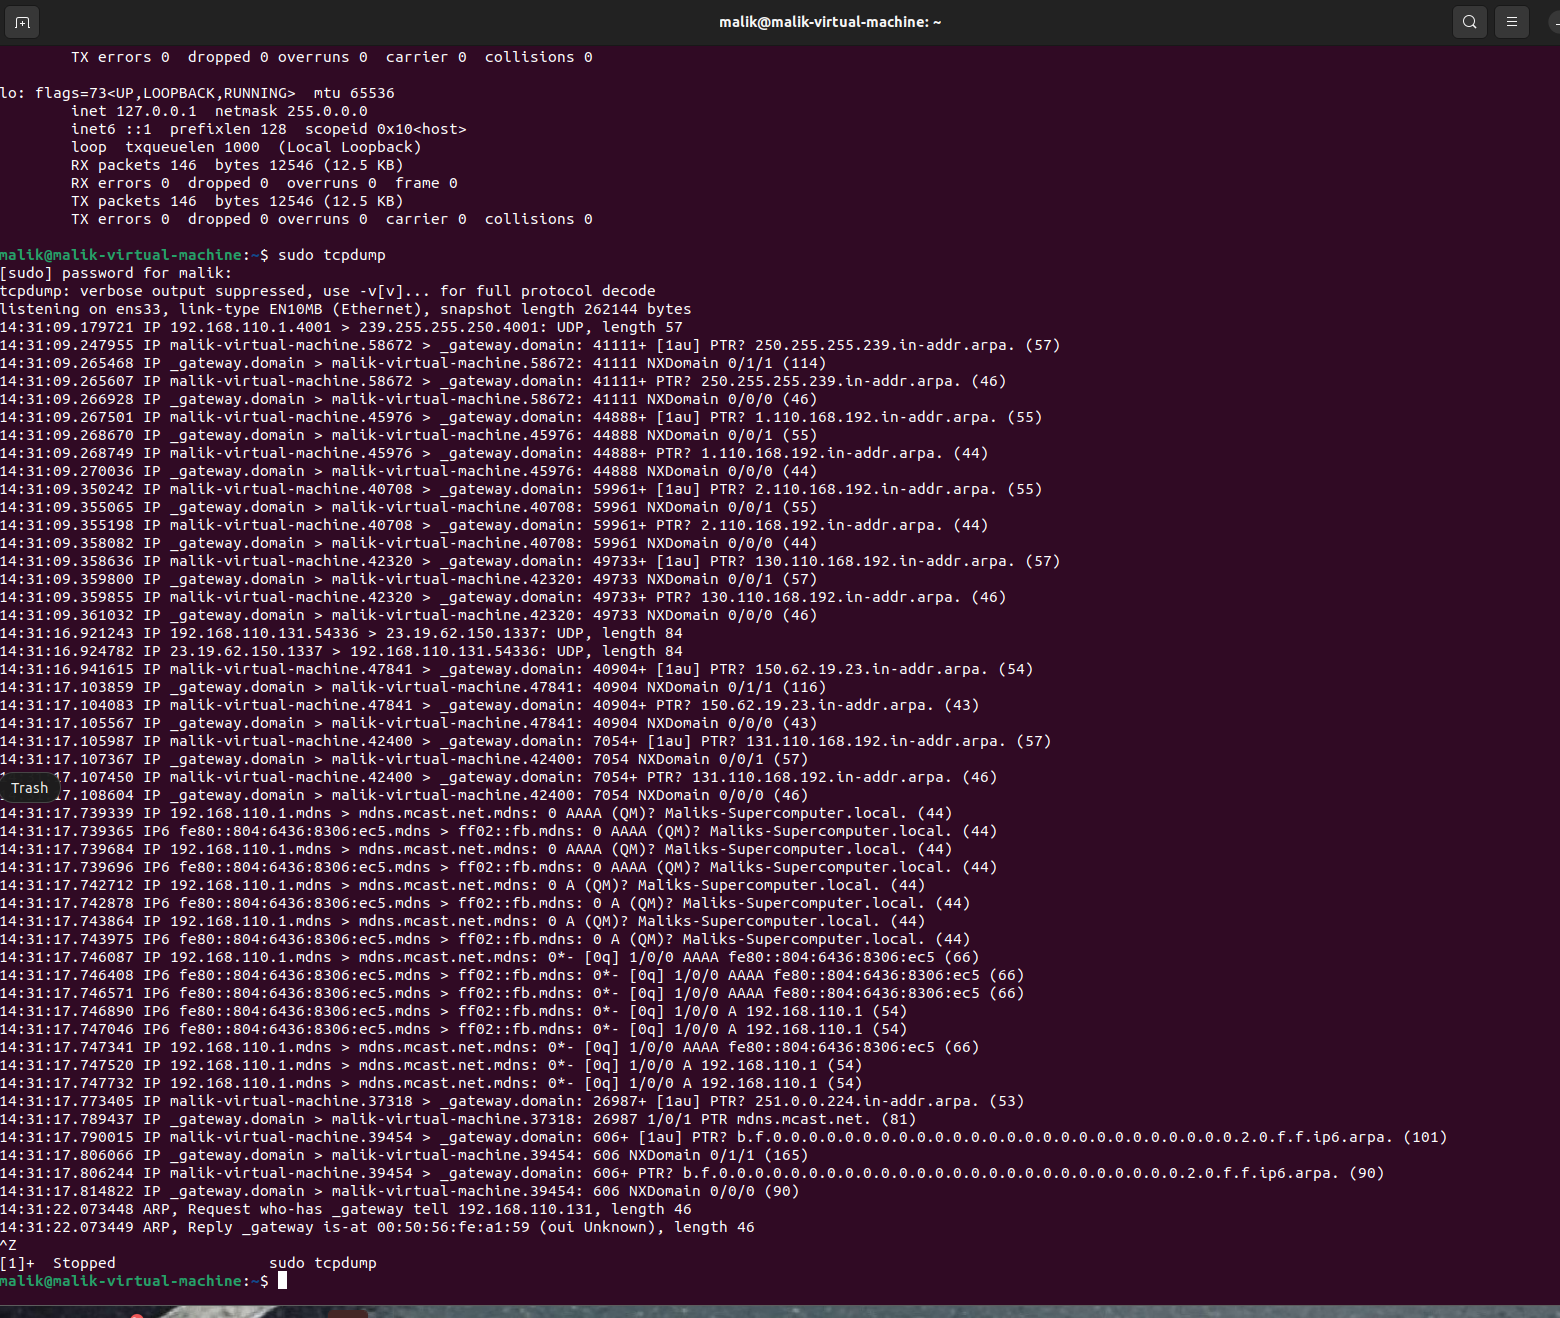 malik@malik-virtual-machine: ~
        TX errors 0  dropped 0 overruns 0  carrier 0  collisions 0
lo: flags=73<UP,LOOPBACK,RUNNING>  mtu 65536
        inet 127.0.0.1  netmask 255.0.0.0
        inet6 ::1  prefixlen 128  scopeid 0x10<host>
        loop  txqueuelen 1000  (Local Loopback)
        RX packets 146  bytes 12546 (12.5 KB)
        RX errors 0  dropped 0  overruns 0  frame 0
        TX packets 146  bytes 12546 (12.5 KB)
        TX errors 0  dropped 0 overruns 0  carrier 0  collisions 0
malik@malik-virtual-machine:~$ sudo tcpdump
[sudo] password for malik:
tcpdump: verbose output suppressed, use -v[v]... for full protocol decode
listening on ens33, link-type EN10MB (Ethernet), snapshot length 262144 bytes
14:31:09.179721 IP 192.168.110.1.4001 > 239.255.255.250.4001: UDP, length 57
14:31:09.247955 IP malik-virtual-machine.58672 > _gateway.domain: 41111+ [1au] PTR? 250.255.255.239.in-addr.arpa. (57)
14:31:09.265468 IP _gateway.domain > malik-virtual-machine.58672: 41111 NXDomain 0/1/1 (114)
14:31:09.265607 IP malik-virtual-machine.58672 > _gateway.domain: 41111+ PTR? 250.255.255.239.in-addr.arpa. (46)
14:31:09.266928 IP _gateway.domain > malik-virtual-machine.58672: 41111 NXDomain 0/0/0 (46)
14:31:09.267501 IP malik-virtual-machine.45976 > _gateway.domain: 44888+ [1au] PTR? 1.110.168.192.in-addr.arpa. (55)
14:31:09.268670 IP _gateway.domain > malik-virtual-machine.45976: 44888 NXDomain 0/0/1 (55)
14:31:09.268749 IP malik-virtual-machine.45976 > _gateway.domain: 44888+ PTR? 1.110.168.192.in-addr.arpa. (44)
14:31:09.270036 IP _gateway.domain > malik-virtual-machine.45976: 44888 NXDomain 0/0/0 (44)
14:31:09.350242 IP malik-virtual-machine.40708 > _gateway.domain: 59961+ [1au] PTR? 2.110.168.192.in-addr.arpa. (55)
14:31:09.355065 IP _gateway.domain > malik-virtual-machine.40708: 59961 NXDomain 0/0/1 (55)
14:31:09.355198 IP malik-virtual-machine.40708 > _gateway.domain: 59961+ PTR? 2.110.168.192.in-addr.arpa. (44)
14:31:09.358082 IP _gateway.domain > malik-virtual-machine.40708: 59961 NXDomain 0/0/0 (44)
14:31:09.358636 IP malik-virtual-machine.42320 > _gateway.domain: 49733+ [1au] PTR? 130.110.168.192.in-addr.arpa. (57)
14:31:09.359800 IP _gateway.domain > malik-virtual-machine.42320: 49733 NXDomain 0/0/1 (57)
14:31:09.359855 IP malik-virtual-machine.42320 > _gateway.domain: 49733+ PTR? 130.110.168.192.in-addr.arpa. (46)
14:31:09.361032 IP _gateway.domain > malik-virtual-machine.42320: 49733 NXDomain 0/0/0 (46)
14:31:16.921243 IP 192.168.110.131.54336 > 23.19.62.150.1337: UDP, length 84
14:31:16.924782 IP 23.19.62.150.1337 > 192.168.110.131.54336: UDP, length 84
14:31:16.941615 IP malik-virtual-machine.47841 > _gateway.domain: 40904+ [1au] PTR? 150.62.19.23.in-addr.arpa. (54)
14:31:17.103859 IP _gateway.domain > malik-virtual-machine.47841: 40904 NXDomain 0/1/1 (116)
14:31:17.104083 IP malik-virtual-machine.47841 > _gateway.domain: 40904+ PTR? 150.62.19.23.in-addr.arpa. (43)
14:31:17.105567 IP _gateway.domain > malik-virtual-machine.47841: 40904 NXDomain 0/0/0 (43)
14:31:17.105987 IP malik-virtual-machine.42400 > _gateway.domain: 7054+ [1au] PTR? 131.110.168.192.in-addr.arpa. (57)
14:31:17.107367 IP _gateway.domain > malik-virtual-machine.42400: 7054 NXDomain 0/0/1 (57)
7.107450 IP malik-virtual-machine.42400 > _gateway.domain: 7054+ PTR? 131.110.168.192.in-addr.arpa. (46)
Trash
7.108604 IP _gateway.domain > malik-virtual-machine.42400: 7054 NXDomain 0/0/0 (46)
14:31:17.739339 IP 192.168.110.1.mdns > mdns.mcast.net.mdns: 0 AAAA (QM)? Maliks-Supercomputer.local. (44)
14:31:17.739365 IP6 fe80::804:6436:8306:ec5.mdns > ff02::fb.mdns: 0 AAAA (QM)? Maliks-Supercomputer.local. (44)
14:31:17.739684 IP 192.168.110.1.mdns > mdns.mcast.net.mdns: 0 AAAA (QM)? Maliks-Supercomputer.local. (44)
14:31:17.739696 IP6 fe80::804:6436:8306:ec5.mdns > ff02::fb.mdns: 0 AAAA (QM)? Maliks-Supercomputer.local. (44)
14:31:17.742712 IP 192.168.110.1.mdns > mdns.mcast.net.mdns: 0 A (QM)? Maliks-Supercomputer.local. (44)
14:31:17.742878 IP6 fe80::804:6436:8306:ec5.mdns > ff02::fb.mdns: 0 A (QM)? Maliks-Supercomputer.local. (44)
14:31:17.743864 IP 192.168.110.1.mdns > mdns.mcast.net.mdns: 0 A (QM)? Maliks-Supercomputer.local. (44)
14:31:17.743975 IP6 fe80::804:6436:8306:ec5.mdns > ff02::fb.mdns: 0 A (QM)? Maliks-Supercomputer.local. (44)
14:31:17.746087 IP 192.168.110.1.mdns > mdns.mcast.net.mdns: 0*- [0q] 1/0/0 AAAA fe80::804:6436:8306:ec5 (66)
14:31:17.746408 IP6 fe80::804:6436:8306:ec5.mdns > ff02::fb.mdns: 0*- [0q] 1/0/0 AAAA fe80::804:6436:8306:ec5 (66)
14:31:17.746571 IP6 fe80::804:6436:8306:ec5.mdns > ff02::fb.mdns: 0*- [0q] 1/0/0 AAAA fe80::804:6436:8306:ec5 (66)
14:31:17.746890 IP6 fe80::804:6436:8306:ec5.mdns > ff02::fb.mdns: 0*- [0q] 1/0/0 A 192.168.110.1 (54)
14:31:17.747046 IP6 fe80::804:6436:8306:ec5.mdns > ff02::fb.mdns: 0*- [0q] 1/0/0 A 192.168.110.1 (54)
14:31:17.747341 IP 192.168.110.1.mdns > mdns.mcast.net.mdns: 0*- [0q] 1/0/0 AAAA fe80::804:6436:8306:ec5 (66)
14:31:17.747520 IP 192.168.110.1.mdns > mdns.mcast.net.mdns: 0*- [0q] 1/0/0 A 192.168.110.1 (54)
14:31:17.747732 IP 192.168.110.1.mdns > mdns.mcast.net.mdns: 0*- [0q] 1/0/0 A 192.168.110.1 (54)
14:31:17.773405 IP malik-virtual-machine.37318 > _gateway.domain: 26987+ [1au] PTR? 251.0.0.224.in-addr.arpa. (53)
14:31:17.789437 IP _gateway.domain > malik-virtual-machine.37318: 26987 1/0/1 PTR mdns.mcast.net. (81)
14:31:17.790015 IP malik-virtual-machine.39454 > _gateway.domain: 606+ [1au] PTR? b.f.0.0.0.0.0.0.0.0.0.0.0.0.0.0.0.0.0.0.0.0.0.0.0.0.0.0.2.0.f.f.ip6.arpa. (101)
14:31:17.806066 IP _gateway.domain > malik-virtual-machine.39454: 606 NXDomain 0/1/1 (165)
14:31:17.806244 IP malik-virtual-machine.39454 > _gateway.domain: 606+ PTR? b.f.0.0.0.0.0.0.0.0.0.0.0.0.0.0.0.0.0.0.0.0.0.0.0.0.0.0.2.0.f.f.ip6.arpa. (90)
14:31:17.814822 IP _gateway.domain > malik-virtual-machine.39454: 606 NXDomain 0/0/0 (90)
14:31:22.073448 ARP, Request who-has _gateway tell 192.168.110.131, length 46
14:31:22.073449 ARP, Reply _gateway is-at 00:50:56:fe:a1:59 (oui Unknown), length 46
^Z
[1]+  Stopped                 sudo tcpdump
malik@malik-virtual-machine:~$